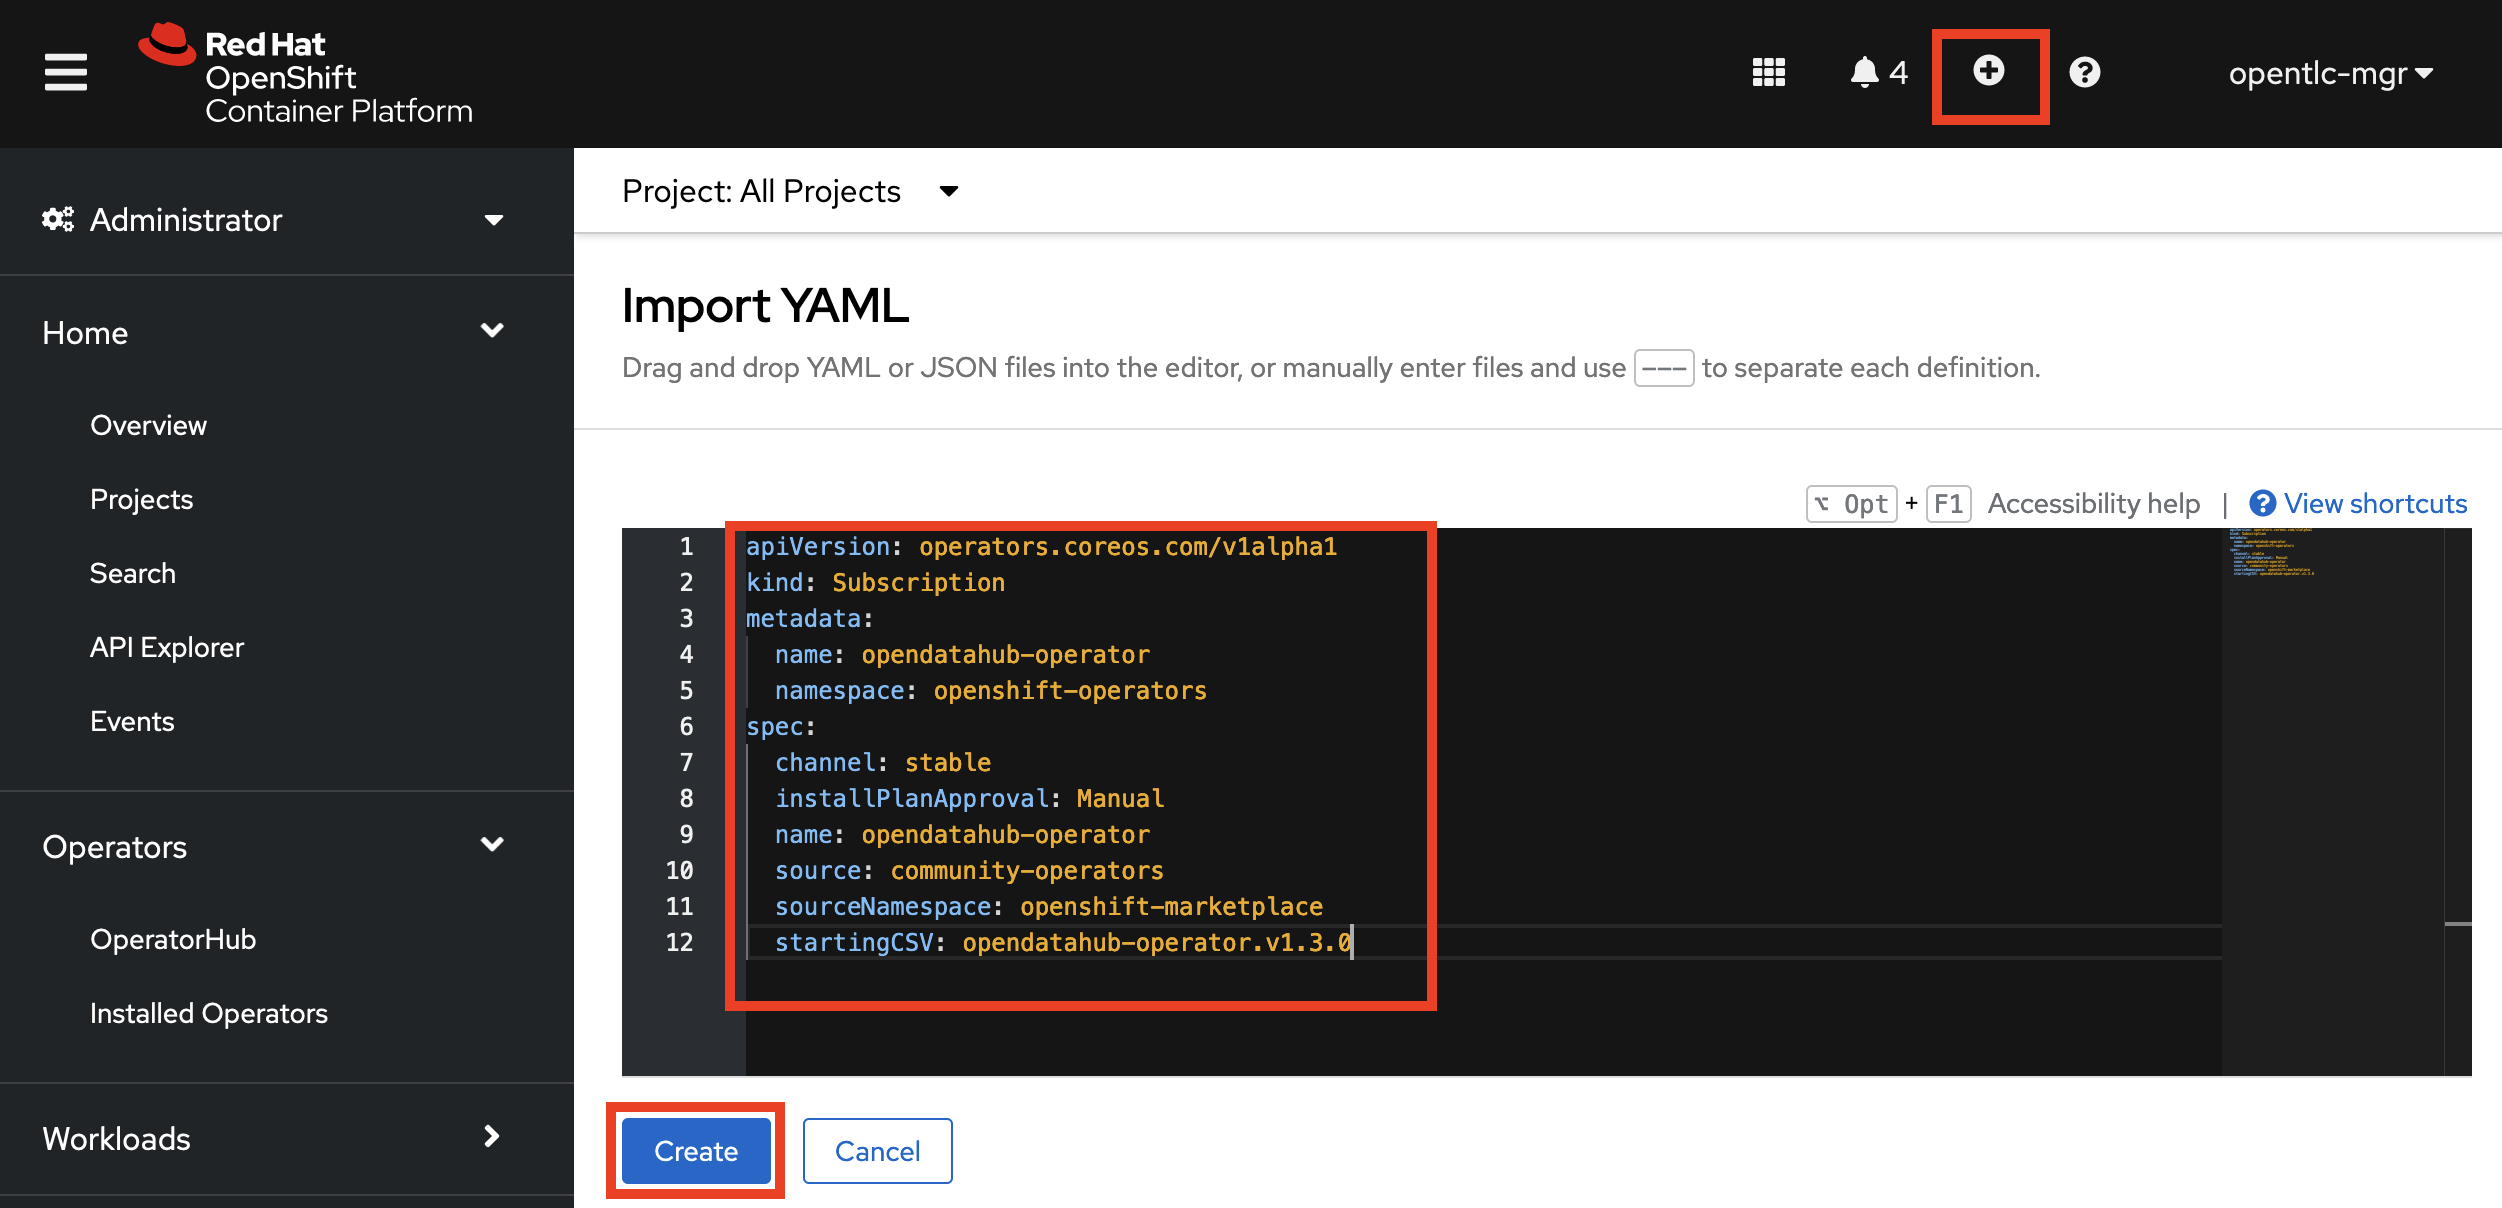 Red Hat
OpenShift
Container Platform
4
opentlc-mgr
Administrator
Home
Overview
Projects
Search
API Explorer
Events
Operators
OperatorHub
Installed Operators
Workloads
Project: All Projects
Import YAML
Drag and drop YAML or JSON files into the editor, or manually enter files and use --- to separate each definition.
⌥ Opt + F1 Accessibility help | View shortcuts
1 apiVersion: operators.coreos.com/v1alpha1
2 kind: Subscription
3 metadata:
4 name: opendatahub-operator
5 namespace: openshift-operators
6 spec:
7 channel: stable
8 installPlanApproval: Manual
9 name: opendatahub-operator
10 source: community-operators
11 sourceNamespace: openshift-marketplace
12 startingCSV: opendatahub-operator.v1.3.0
Create
Cancel